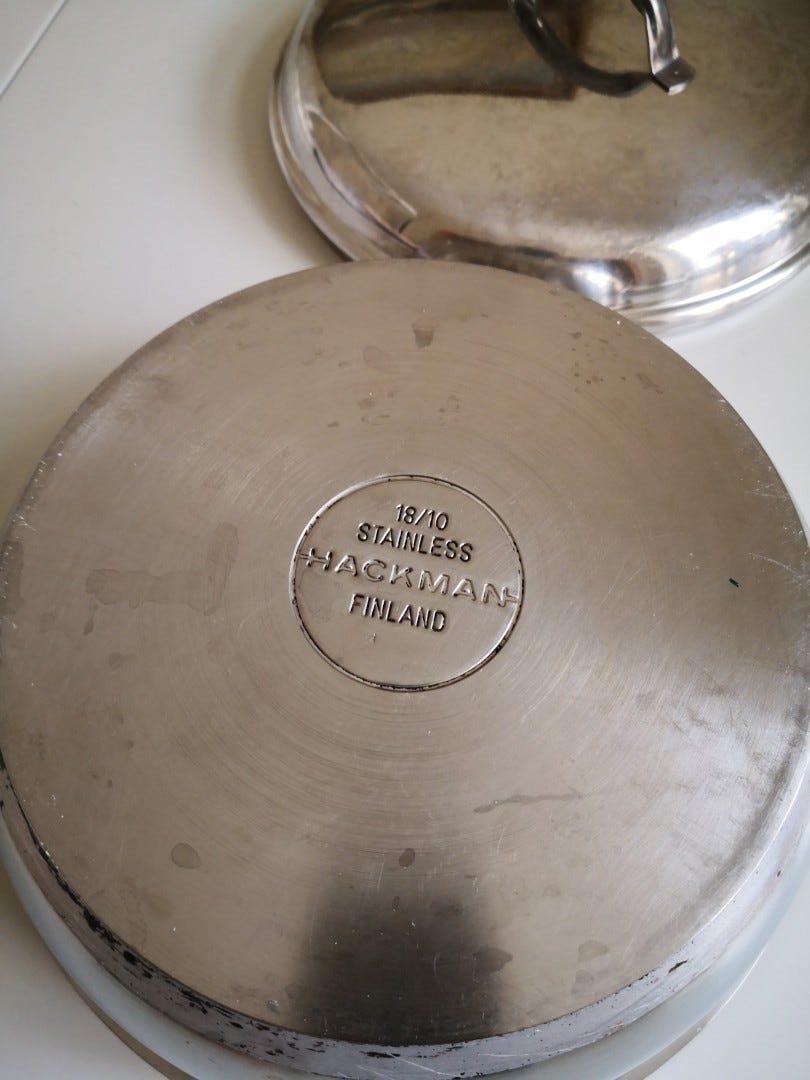 18/10
STAINLESS
HACKMAN
FINLAND